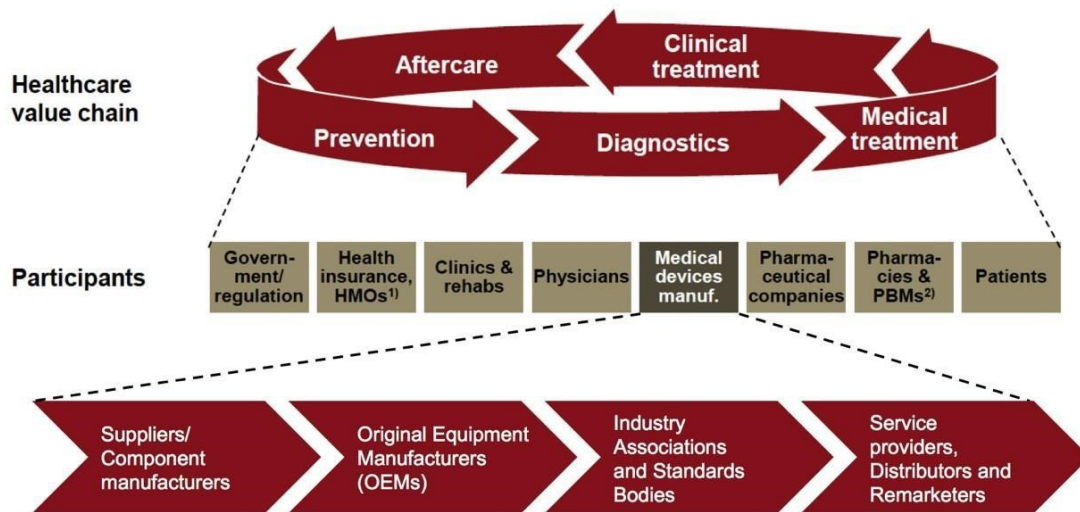 Healthcare
value chain
Aftercare
Clinical
treatment
Prevention
Diagnostics
Medical
treatment
Participants
Govern-
ment/
regulation
Health
insurance,
HMOs¹⁾
Clinics &
rehabs
Physicians
Medical
devices
manuf.
Pharma-
ceutical
companies
Pharma-
cies &
PBMs²⁾
Patients
Suppliers/
Component
manufacturers
Original Equipment
Manufacturers
(OEMs)
Industry
Associations
and Standards
Bodies
Service
providers,
Distributors and
Remarketers